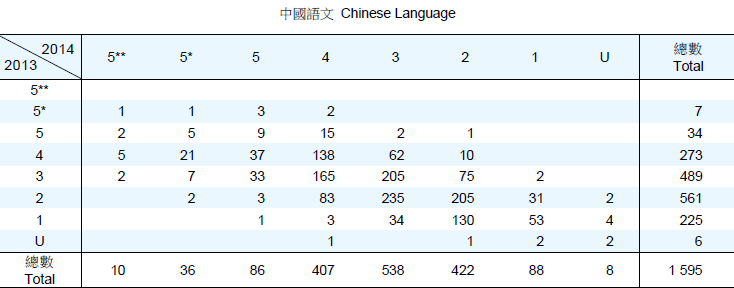 中國語文 Chinese Language
2014
2013 5** 5* 5 4 3 2 1 U 總數 Total
5**
5* 1 1 3 2 7
5 2 5 9 15 2 1 34
4 5 21 37 138 62 10 273
3 2 7 33 165 205 75 2 489
2 2 3 83 235 205 31 2 561
1 1 3 34 130 53 4 225
U 1 1 2 2 6
總數 Total 10 36 86 407 538 422 88 8 1 595